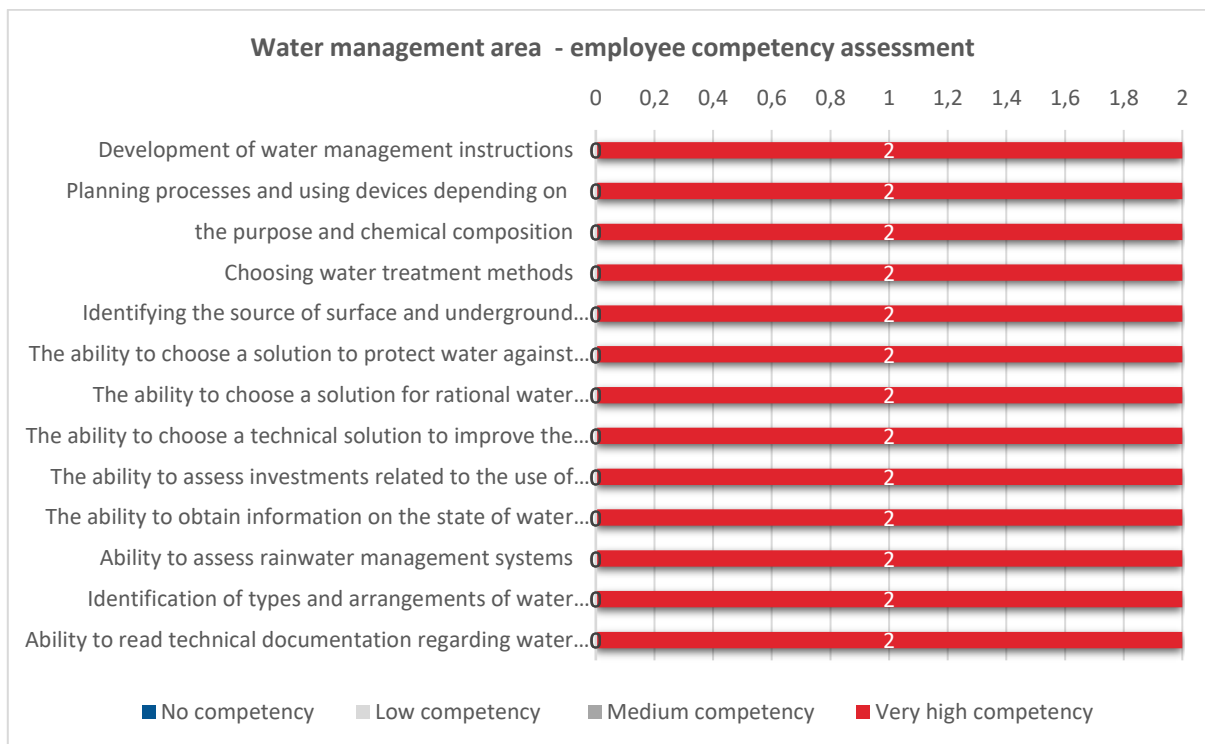 Water management area - employee competency assessment
0 0,2 0,4 0,6 0,8 1 1,2 1,4 1,6 1,8 2
Development of water management instructions 0 2
Planning processes and using devices depending on 0 2
the purpose and chemical composition 0 2
Choosing water treatment methods 0 2
Identifying the source of surface and underground... 0 2
The ability to choose a solution to protect water against... 0 2
The ability to choose a solution for rational water... 0 2
The ability to choose a technical solution to improve the... 0 2
The ability to assess investments related to the use of... 0 2
The ability to obtain information on the state of water... 0 2
Ability to assess rainwater management systems 0 2
Identification of types and arrangements of water... 0 2
Ability to read technical documentation regarding water... 0 2
No competency Low competency Medium competency Very high competency